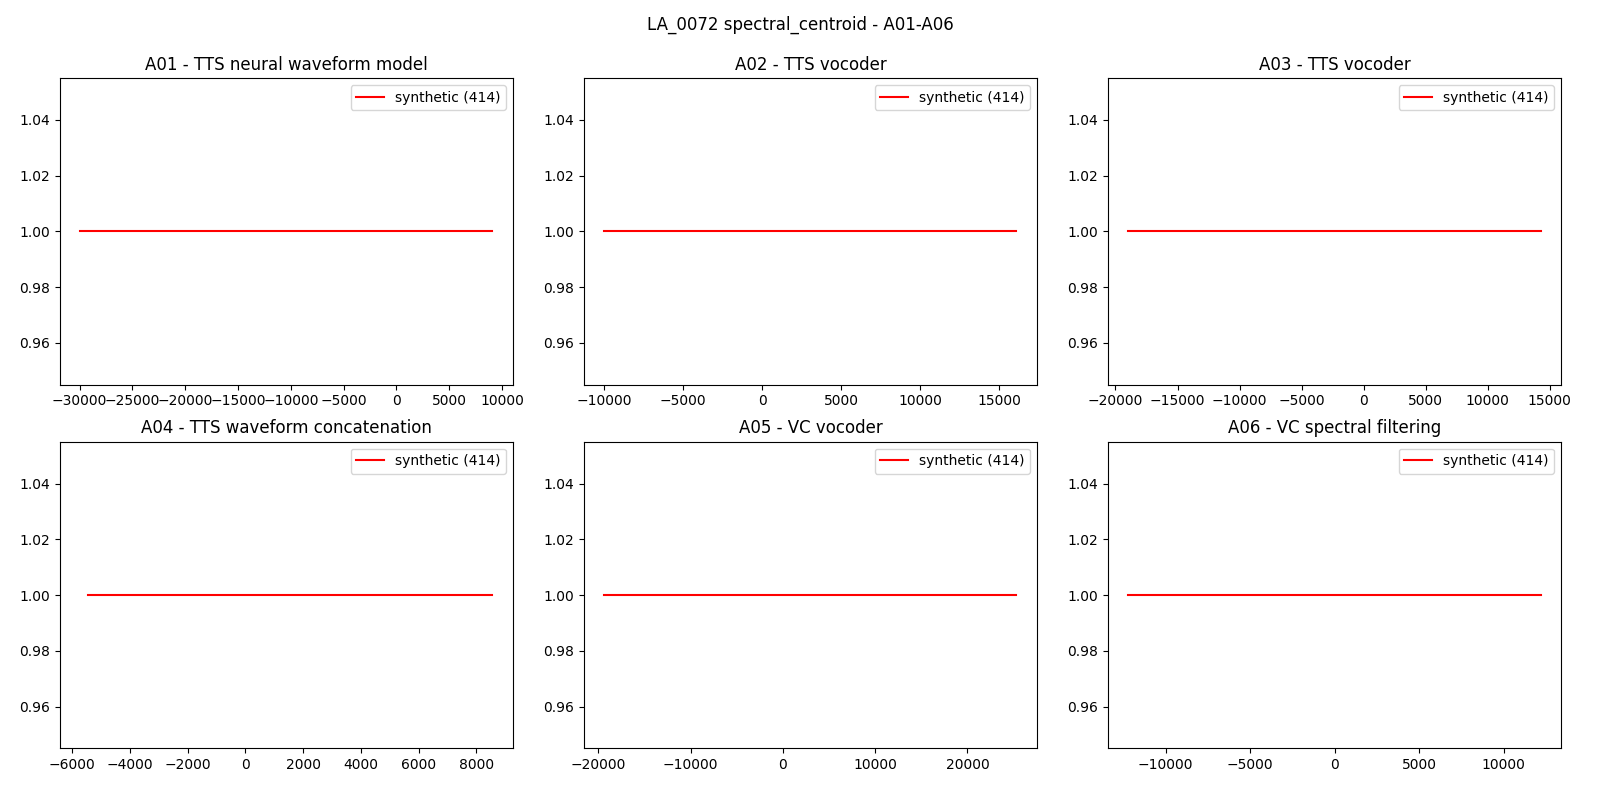 LA_0072 spectral_centroid - A01-A06
A01 - TTS neural waveform model
A02 - TTS vocoder
A03 - TTS vocoder
synthetic (414)
synthetic (414)
synthetic (414)
1.04
1.02
1.00
0.98
0.96
1.04
1.02
1.00
0.98
0.96
1.04
1.02
1.00
0.98
0.96
−30000−25000−20000−15000−10000−5000 0 5000 10000
−10000 −5000 0 5000 10000 15000
−20000−15000−10000 −5000 0 5000 10000 15000
A04 - TTS waveform concatenation
A05 - VC vocoder
A06 - VC spectral filtering
synthetic (414)
synthetic (414)
synthetic (414)
1.04
1.02
1.00
0.98
0.96
1.04
1.02
1.00
0.98
0.96
1.04
1.02
1.00
0.98
0.96
−6000 −4000 −2000 0 2000 4000 6000 8000
−20000 −10000 0 10000 20000
−10000 −5000 0 5000 10000